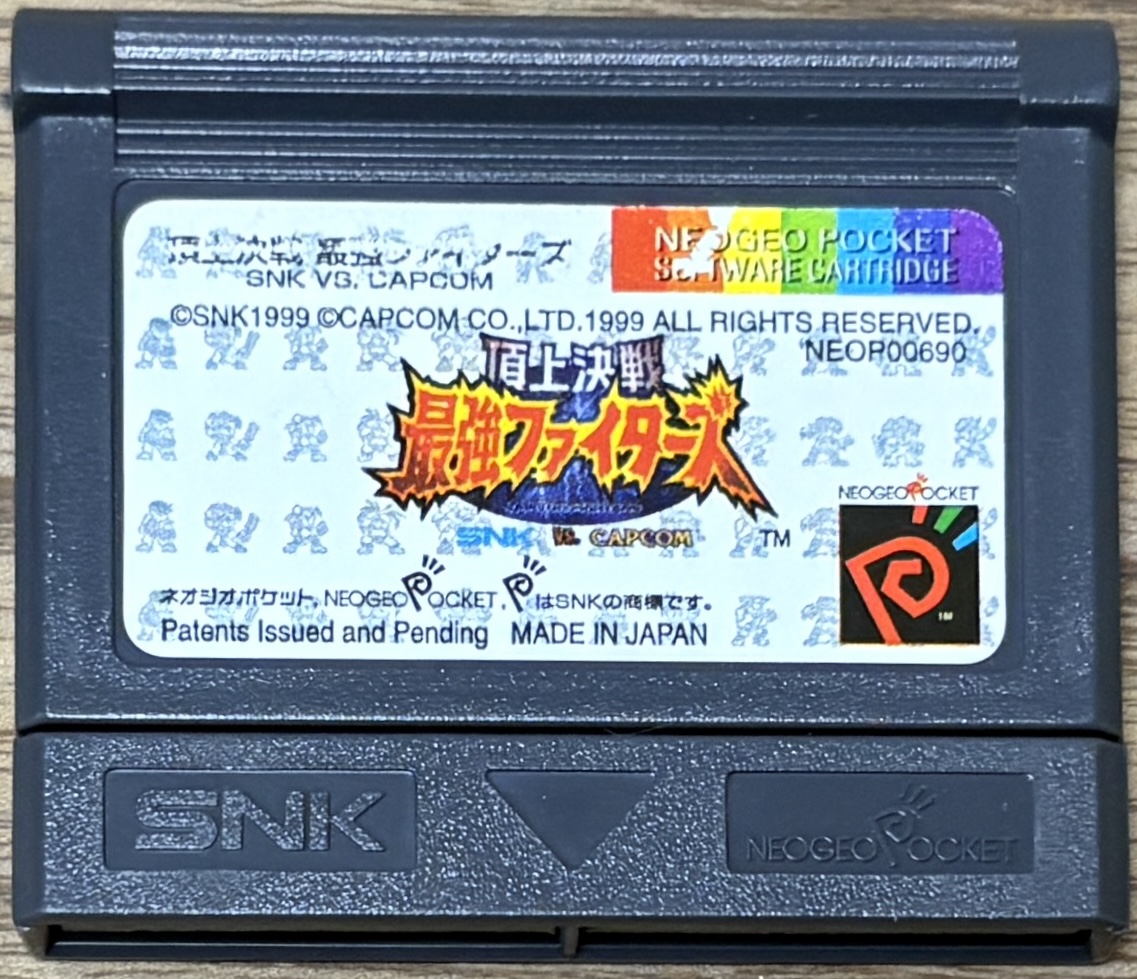 頂上決戦 最強ファイターズ
SNK VS. CAPCOM
NEOGEO POCKET
SOFTWARE CARTRIDGE
©SNK1999 ©CAPCOM CO.,LTD.1999 ALL RIGHTS RESERVED.
NEOP00690
頂上決戦
最強ファイターズ
SNK VS. CAPCOM TM
NEOGEO POCKET
TM
ネオジオポケット, NEOGEO POCKET, P はSNKの商標です。
Patents Issued and Pending MADE IN JAPAN
SNK
NEOGEO POCKET